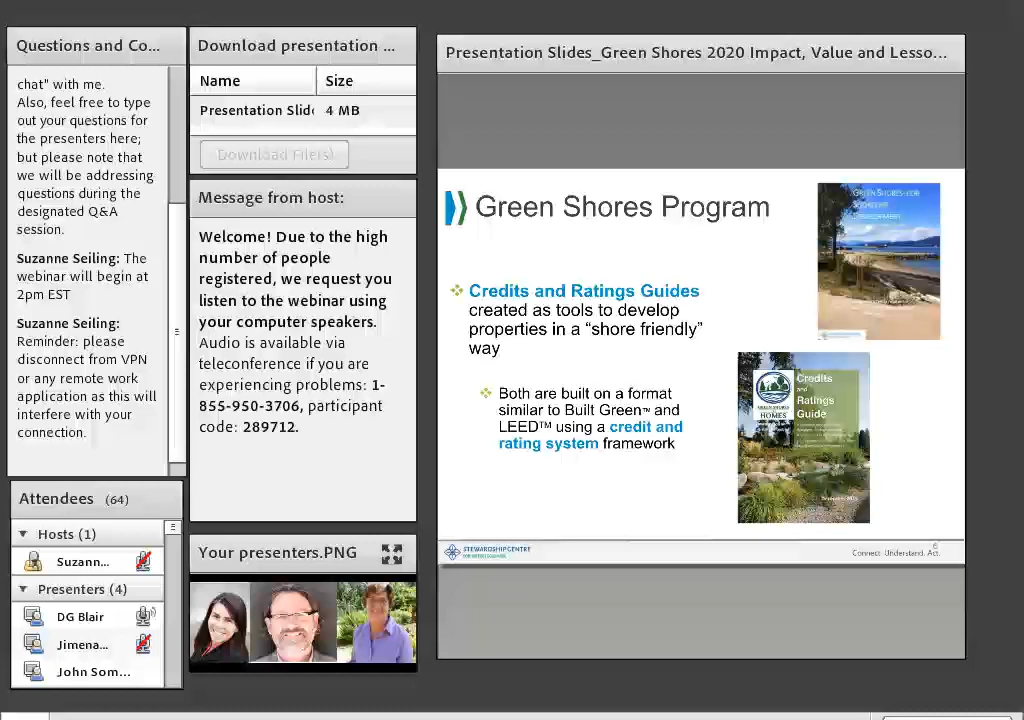 Questions and Co...
chat" with me.
Also, feel free to type
out your questions for
the presenters here;
but please note that
we will be addressing
questions during the
designated Q&A
session.
Suzanne Seiling: The
webinar will begin at
2pm EST
Suzanne Seiling:
Reminder: please
disconnect from VPN
or any remote work
application as this will
interfere with your
connection.
Attendees (64)
Hosts (1)
Suzann...
Presenters (4)
DG Blair
Jimena...
John Som...
Download presentation ...
Name Size
Presentation Slid 4 MB
Download File(s)
Message from host:
Welcome! Due to the high
number of people
registered, we request you
listen to the webinar using
your computer speakers.
Audio is available via
teleconference if you are
experiencing problems: 1-
855-950-3706, participant
code: 289712.
Your presenters.PNG
Presentation Slides_Green Shores 2020 Impact, Value and Lesso...
Green Shores Program
Credits and Ratings Guides
created as tools to develop
properties in a “shore friendly”
way
Both are built on a format
similar to Built Green™ and
LEED™ using a credit and
rating system framework
GREEN SHORES FOR
DEVELOPMENT
Credits
and
Ratings
Guide
GREEN SHORES
HOMES
STEWARDSHIP CENTRE
6
Connect. Understand. Act.